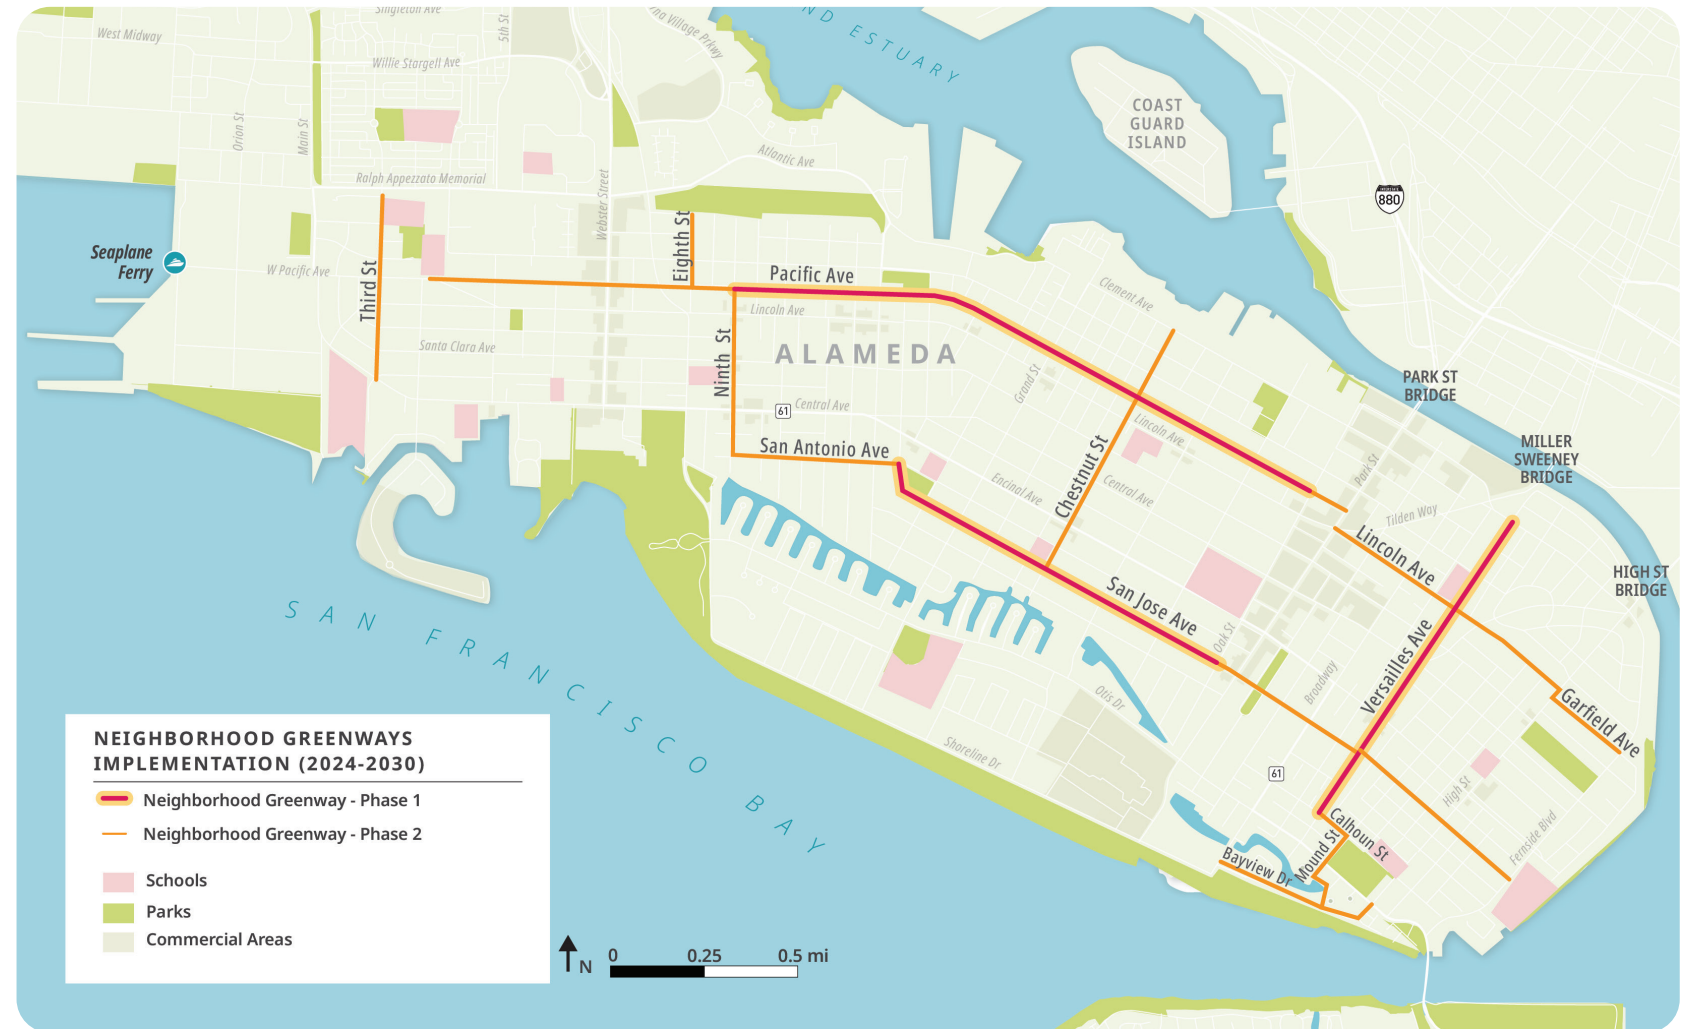 Singleton Ave
West Midway
Willie Stargell Ave
5th St
Village Prkwy
ND ESTUARY
COAST
GUARD
ISLAND
Orion St
Main St
Atlantic Ave
Ralph Appezzato Memorial
INTERSTATE
880
Webster Street
Eighth St
Seaplane
Ferry
W Pacific Ave
Third St
Pacific Ave
Clement Ave
Lincoln Ave
Santa Clara Ave
Ninth St
ALAMEDA
Grand St
PARK ST
BRIDGE
61
Central Ave
San Antonio Ave
Lincoln Ave
Chestnut St
Park St
MILLER
SWEENEY
BRIDGE
Encinal Ave
Central Ave
Tilden Way
Lincoln Ave
HIGH ST
BRIDGE
San Jose Ave
Oak St
Versailles Ave
SAN FRANCISCO BAY
Broadway
Otis Dr
Garfield Ave
Shoreline Dr
61
High St
Fernside Blvd
Calhoun St
Mound St
Bayview Dr
NEIGHBORHOOD GREENWAYS
IMPLEMENTATION (2024-2030)
Neighborhood Greenway - Phase 1
Neighborhood Greenway - Phase 2
Schools
Parks
Commercial Areas
N
0 0.25 0.5 mi